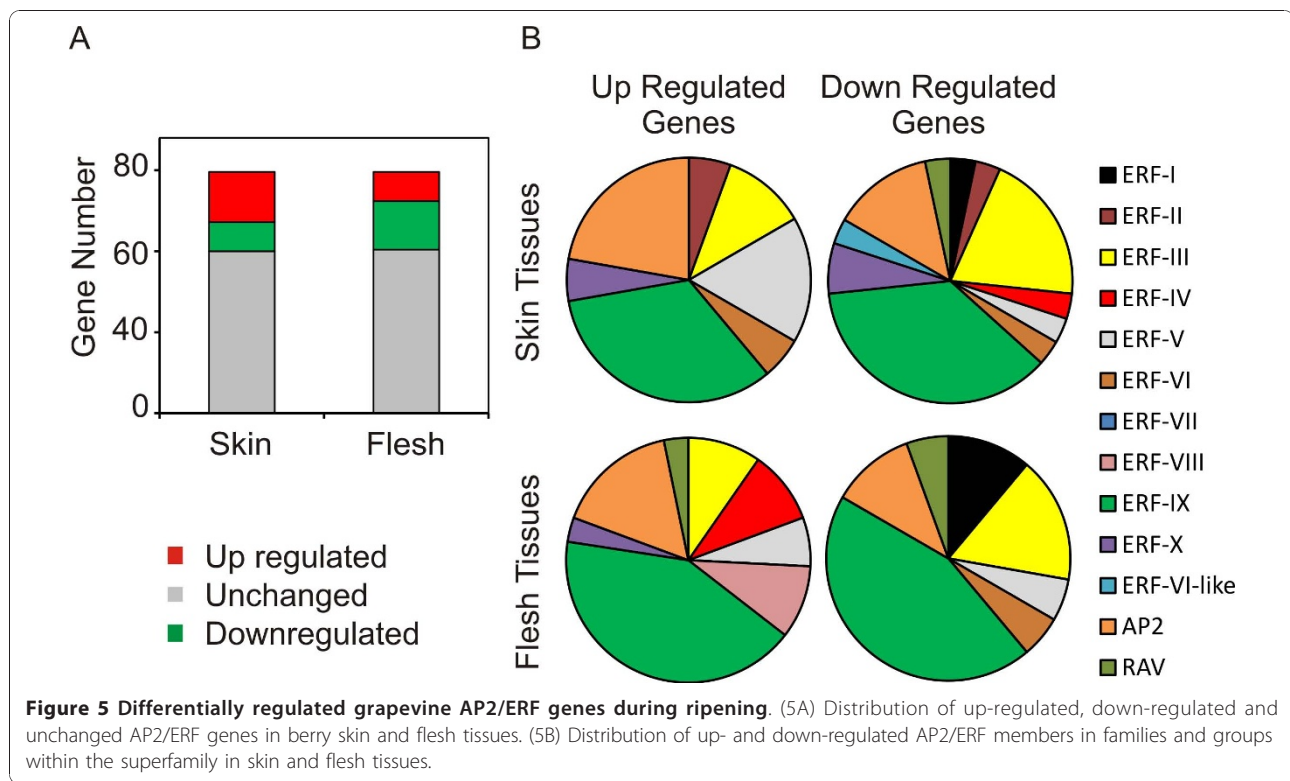 A
Gene Number
80
60
40
0
Skin
Flesh
Up regulated
Unchanged
Downregulated
B
Up Regulated
Genes
Down Regulated
Genes
Skin Tissues
Flesh Tissues
ERF-I
ERF-II
ERF-III
ERF-IV
ERF-V
ERF-VI
ERF-VII
ERF-VIII
ERF-IX
ERF-X
ERF-VI-like
AP2
RAV
Figure 5 Differentially regulated grapevine AP2/ERF genes during ripening. (5A) Distribution of up-regulated, down-regulated and
unchanged AP2/ERF genes in berry skin and flesh tissues. (5B) Distribution of up- and down-regulated AP2/ERF members in families and groups
within the superfamily in skin and flesh tissues.